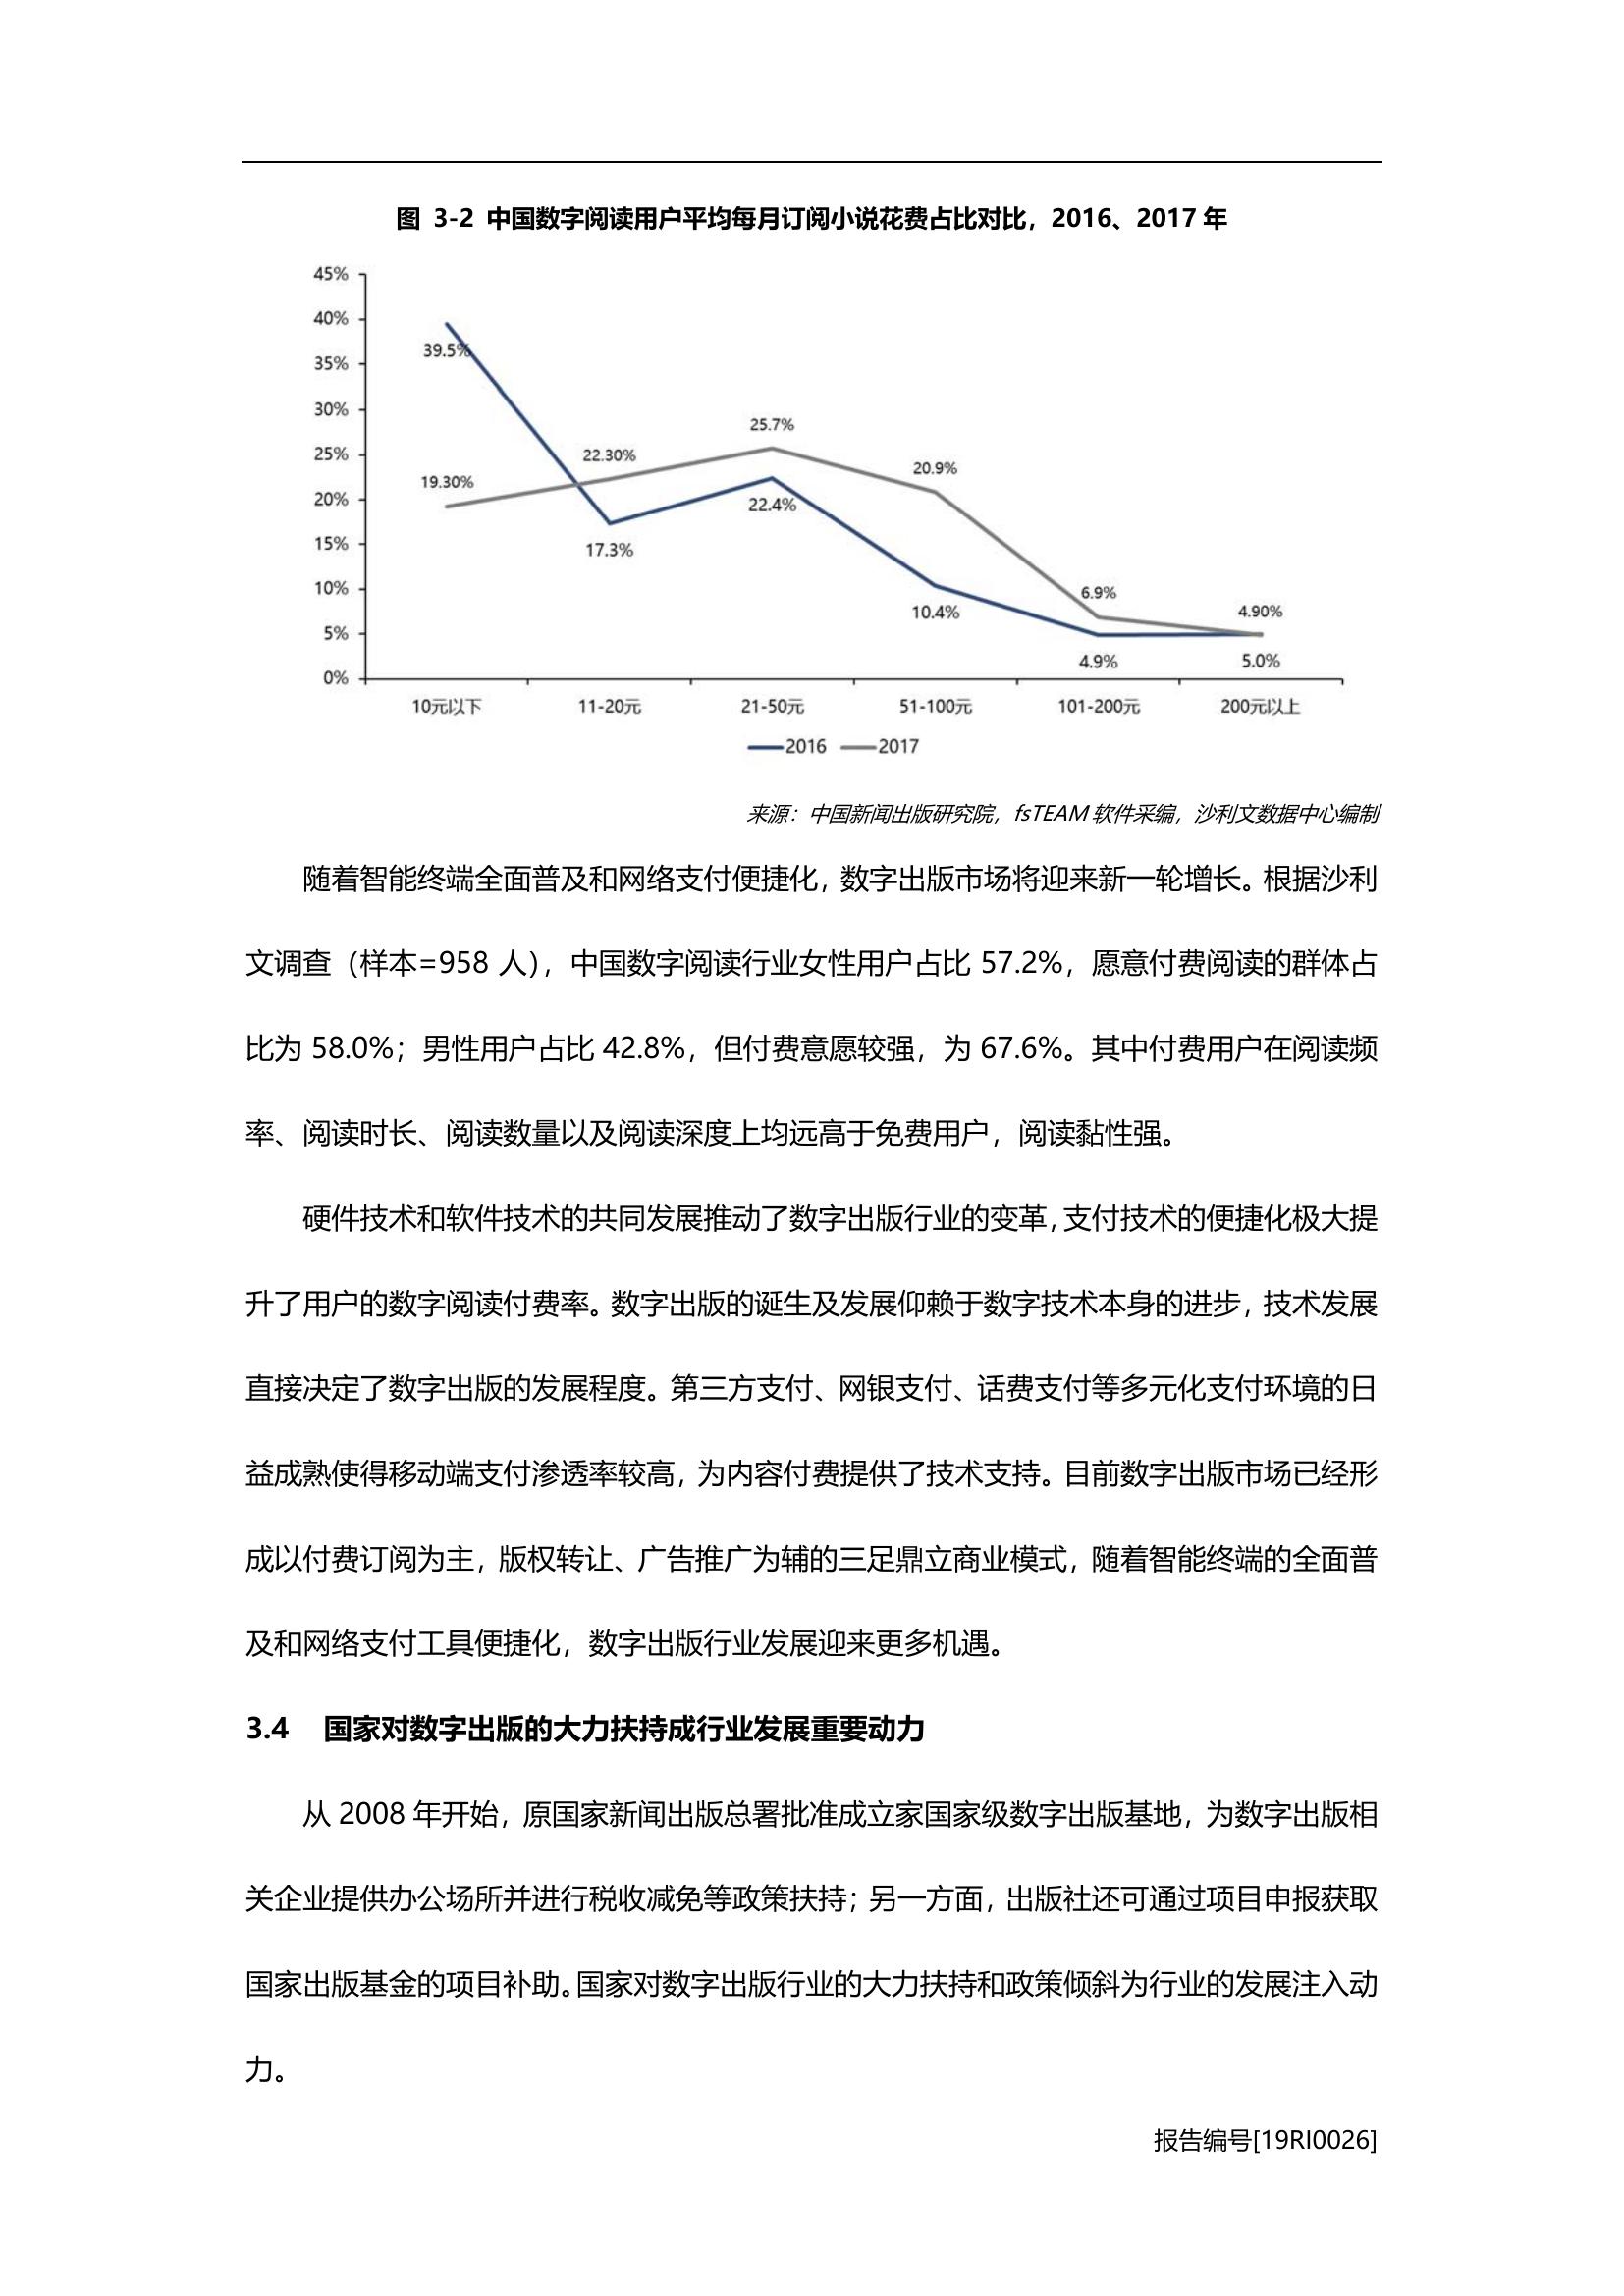 图 3-2 中国数字阅读用户平均每月订阅小说花费占比对比，2016、2017 年
45%
40%
35%
30%
25%
20%
15%
10%
5%
0%
39.5%
19.30%
22.30%
17.3%
25.7%
22.4%
20.9%
10.4%
6.9%
4.9%
4.90%
5.0%
10元以下 11-20元 21-50元 51-100元 101-200元 200元以上
2016 2017
来源：中国新闻出版研究院，fsTEAM 软件采编，沙利文数据中心编制
随着智能终端全面普及和网络支付便捷化，数字出版市场将迎来新一轮增长。根据沙利
文调查（样本=958 人），中国数字阅读行业女性用户占比 57.2%，愿意付费阅读的群体占
比为 58.0%；男性用户占比 42.8%，但付费意愿较强，为 67.6%。其中付费用户在阅读频
率、阅读时长、阅读数量以及阅读深度上均远高于免费用户，阅读黏性强。
硬件技术和软件技术的共同发展推动了数字出版行业的变革，支付技术的便捷化极大提
升了用户的数字阅读付费率。数字出版的诞生及发展仰赖于数字技术本身的进步，技术发展
直接决定了数字出版的发展程度。第三方支付、网银支付、话费支付等多元化支付环境的日
益成熟使得移动端支付渗透率较高，为内容付费提供了技术支持。目前数字出版市场已经形
成以付费订阅为主，版权转让、广告推广为辅的三足鼎立商业模式，随着智能终端的全面普
及和网络支付工具便捷化，数字出版行业发展迎来更多机遇。
3.4 国家对数字出版的大力扶持成行业发展重要动力
从 2008 年开始，原国家新闻出版总署批准成立家国家级数字出版基地，为数字出版相
关企业提供办公场所并进行税收减免等政策扶持；另一方面，出版社还可通过项目申报获取
国家出版基金的项目补助。国家对数字出版行业的大力扶持和政策倾斜为行业的发展注入动
力。
报告编号[19RI0026]